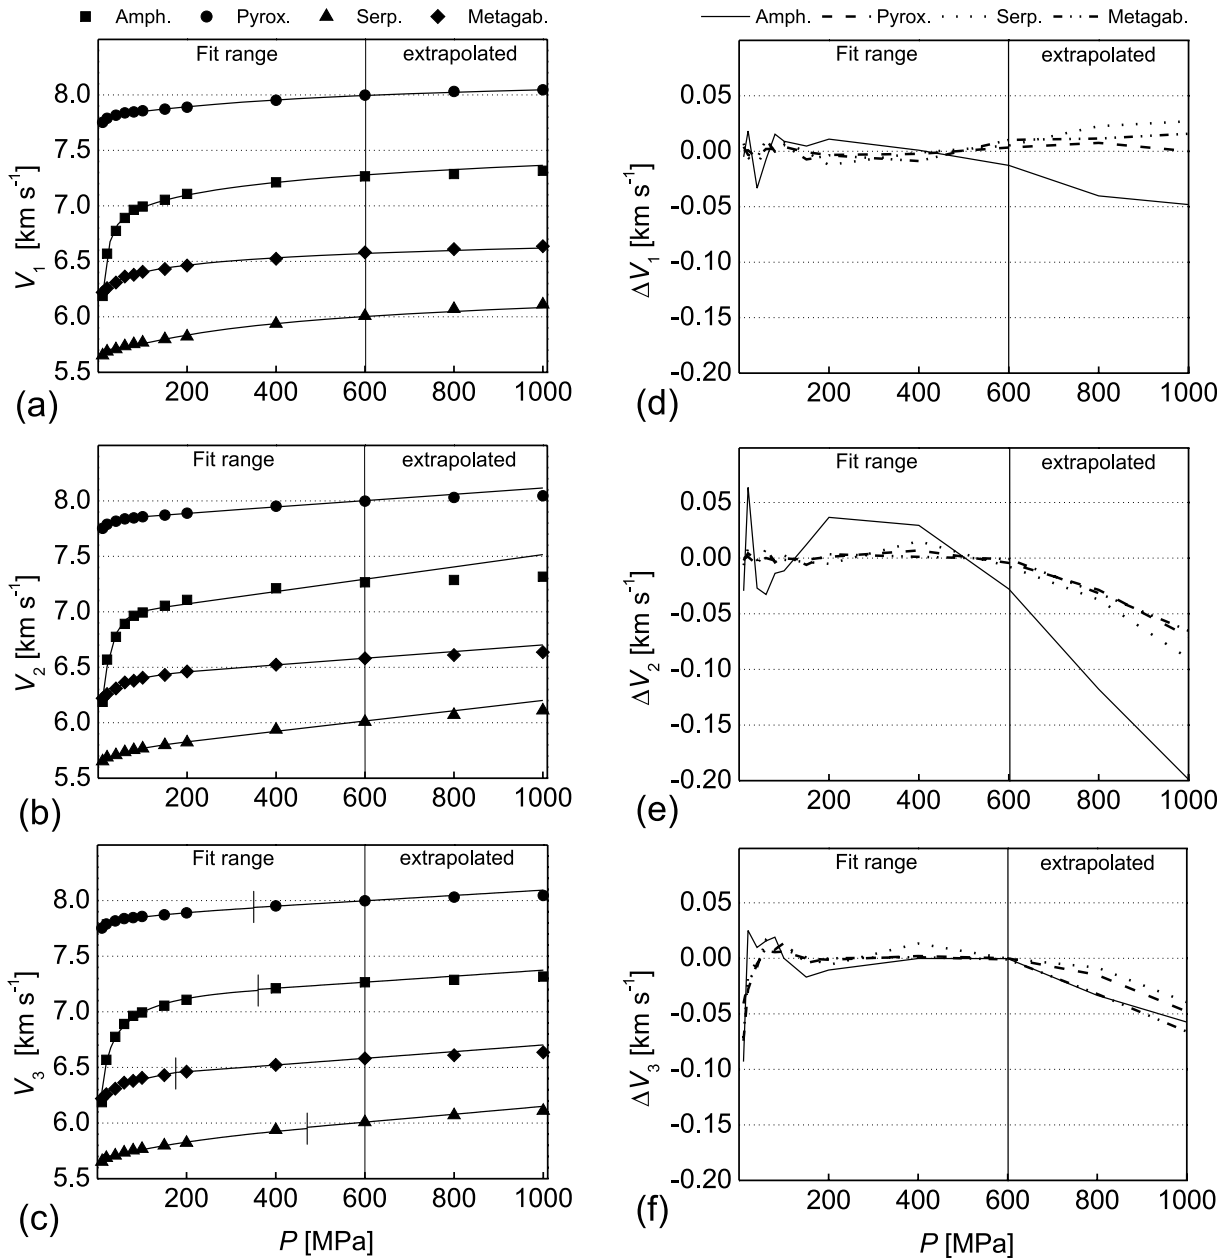 Amph. Pyrox. Serp. Metagab.
Fit range extrapolated
8.0
7.5
7.0
6.5
6.0
5.5
V1 [km s-1]
200 400 600 800 1000
(a)
Amph. Pyrox. Serp. Metagab.
Fit range extrapolated
0.05
0.00
-0.05
-0.10
-0.15
-0.20
ΔV1 [km s-1]
200 400 600 800 1000
(d)
Fit range extrapolated
8.0
7.5
7.0
6.5
6.0
5.5
V2 [km s-1]
200 400 600 800 1000
(b)
Fit range extrapolated
0.05
0.00
-0.05
-0.10
-0.15
-0.20
ΔV2 [km s-1]
200 400 600 800 1000
(e)
Fit range extrapolated
8.0
7.5
7.0
6.5
6.0
5.5
V3 [km s-1]
200 400 600 800 1000
P [MPa]
(c)
Fit range extrapolated
0.05
0.00
-0.05
-0.10
-0.15
-0.20
ΔV3 [km s-1]
200 400 600 800 1000
P [MPa]
(f)